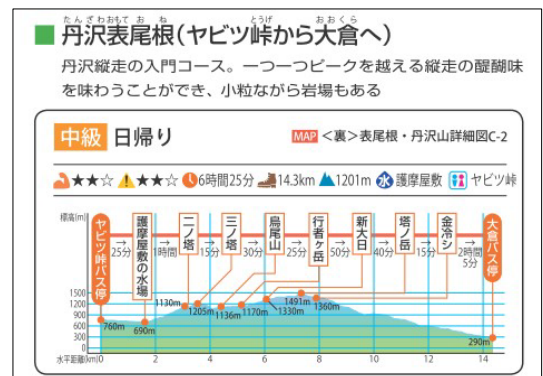 たんざわおもて お ね とうげ おおくら
丹沢表尾根(ヤビツ峠から大倉へ)
丹沢縦走の入門コース。一つ一つピークを越える縦走の醍醐味
を味わうことができ、小粒ながら岩場もある
中級 日帰り MAP <裏>表尾根・丹沢山詳細図C-2
★★☆ ★★☆ 6時間25分 14.3km 1201m 水 護摩屋敷 ヤビツ峠
標高(m)
ヤビツ峠バス停
→25分
護摩屋敷の水場
→1時間
二ノ塔
→15分
三ノ塔
→30分
烏尾山
→25分
行者ヶ岳
→50分
新大日
→40分
塔ノ岳
→15分
金冷シ
→2時間5分
大倉バス停
1500
1200
900
600
300
0
760m
690m
1130m
1205m
1136m
1170m
1330m
1491m
1360m
290m
水平距離(km) 0 2 4 6 8 10 12 14